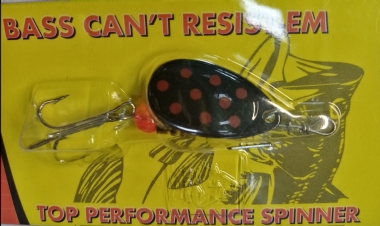 BASS CAN'T RESIST 'EM
TOP PERFORMANCE SPINNER